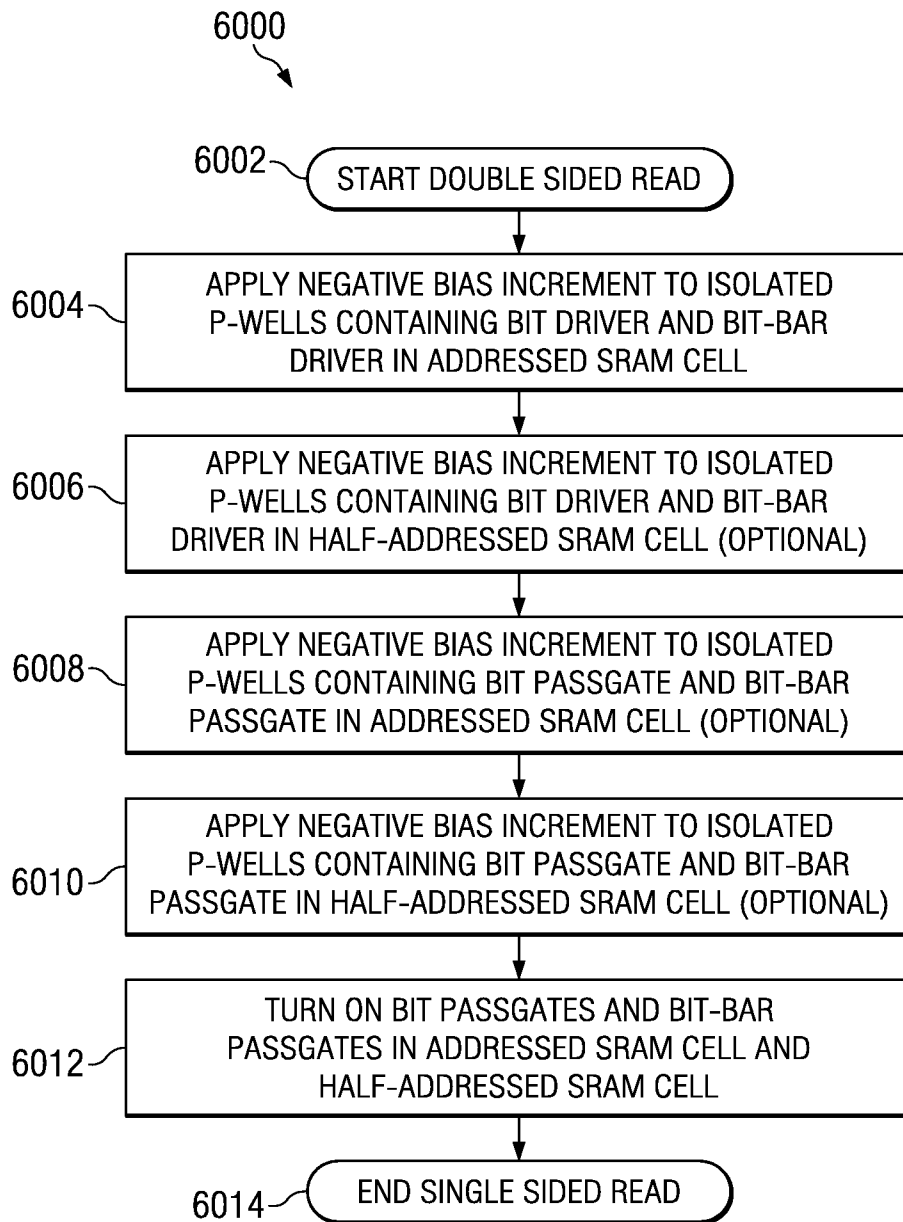 6000
6002
START DOUBLE SIDED READ
6004
APPLY NEGATIVE BIAS INCREMENT TO ISOLATED
P-WELLS CONTAINING BIT DRIVER AND BIT-BAR
DRIVER IN ADDRESSED SRAM CELL
6006
APPLY NEGATIVE BIAS INCREMENT TO ISOLATED
P-WELLS CONTAINING BIT DRIVER AND BIT-BAR
DRIVER IN HALF-ADDRESSED SRAM CELL (OPTIONAL)
6008
APPLY NEGATIVE BIAS INCREMENT TO ISOLATED
P-WELLS CONTAINING BIT PASSGATE AND BIT-BAR
PASSGATE IN ADDRESSED SRAM CELL (OPTIONAL)
6010
APPLY NEGATIVE BIAS INCREMENT TO ISOLATED
P-WELLS CONTAINING BIT PASSGATE AND BIT-BAR
PASSGATE IN HALF-ADDRESSED SRAM CELL (OPTIONAL)
6012
TURN ON BIT PASSGATES AND BIT-BAR
PASSGATES IN ADDRESSED SRAM CELL AND
HALF-ADDRESSED SRAM CELL
6014
END SINGLE SIDED READ